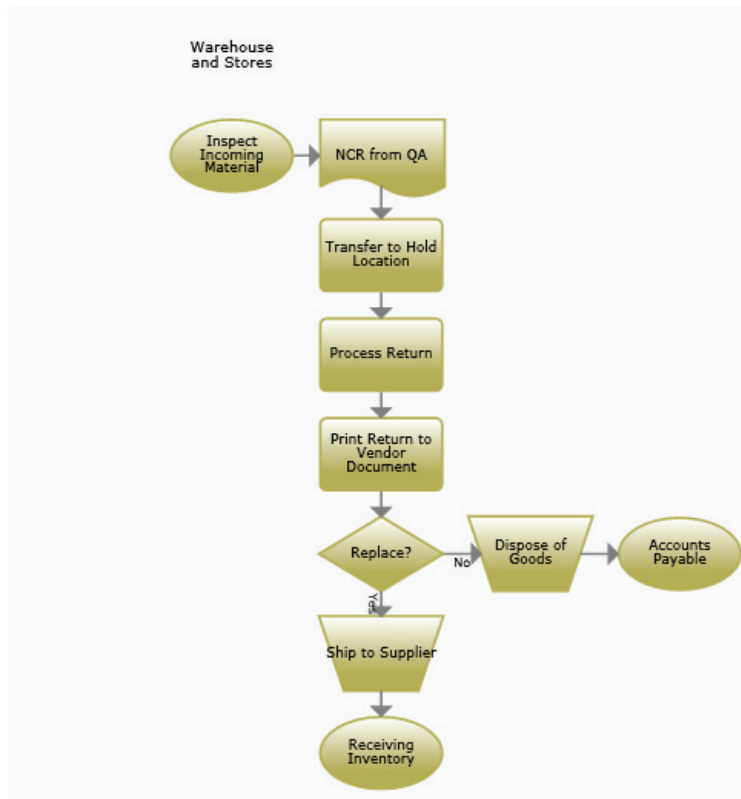 Warehouse
and Stores
Inspect
Incoming
Material
NCR from QA
Transfer to Hold
Location
Process Return
Print Return to
Vendor
Document
Replace?
No
Dispose of
Goods
Accounts
Payable
Yes
Ship to Supplier
Receiving
Inventory